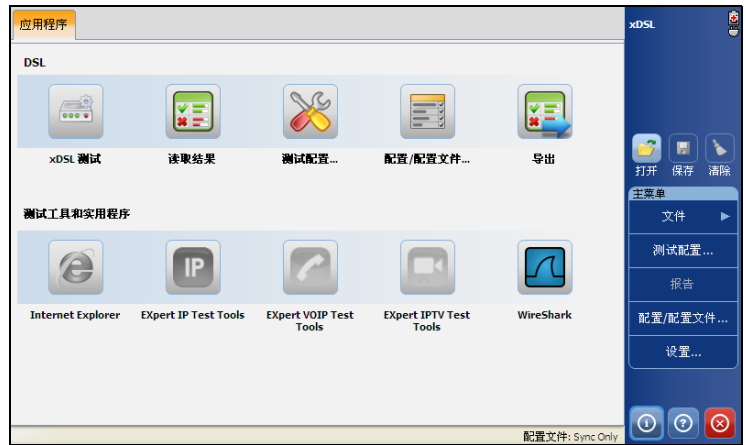 应用程序
xDSL
DSL
xDSL 测试
读取结果
测试配置...
配置/配置文件...
导出
测试工具和实用程序
IP
Internet Explorer
EXpert IP Test Tools
EXpert VOIP Test
Tools
EXpert IPTV Test
Tools
WireShark
打开
保存
清除
主菜单
文件
测试配置...
报告
配置/配置文件...
设置...
配置文件: Sync Only